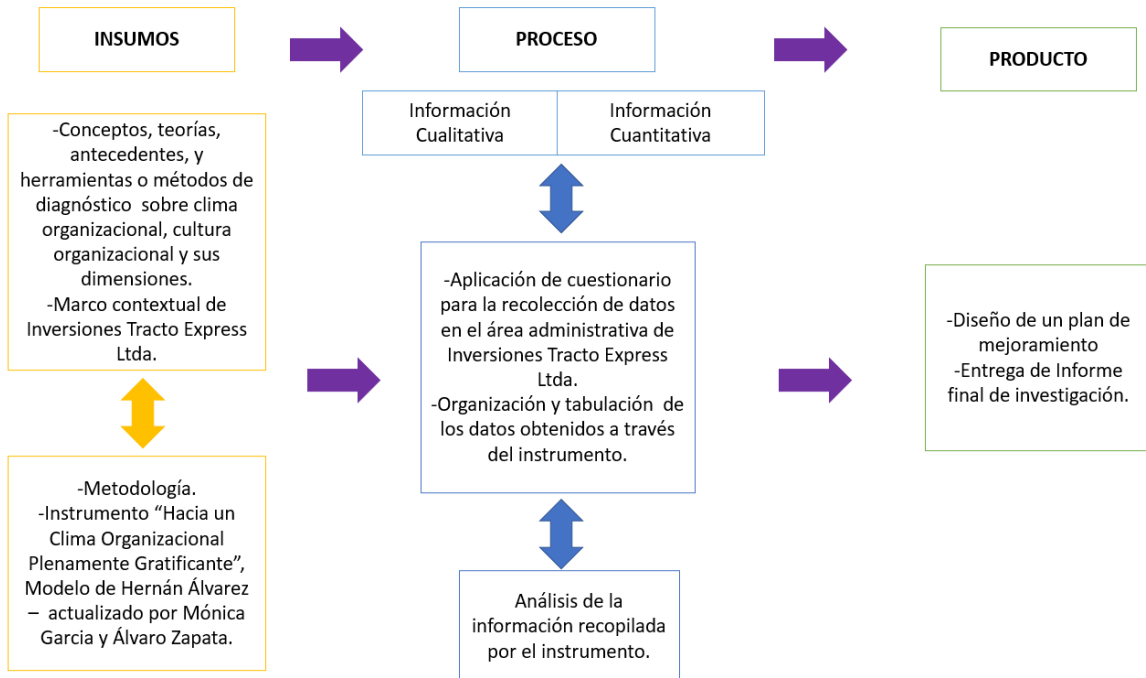 INSUMOS
PROCESO
PRODUCTO
-Conceptos, teorías,
antecedentes, y
herramientas o métodos de
diagnóstico sobre clima
organizacional, cultura
organizacional y sus
dimensiones.
-Marco contextual de
Inversiones Tracto Express
Ltda.
-Metodología.
-Instrumento “Hacia un
Clima Organizacional
Plenamente Gratificante”,
Modelo de Hernán Álvarez
– actualizado por Mónica
Garcia y Álvaro Zapata.
Información
Cualitativa
Información
Cuantitativa
-Aplicación de cuestionario
para la recolección de datos
en el área administrativa de
Inversiones Tracto Express
Ltda.
-Organización y tabulación de
los datos obtenidos a través
del instrumento.
Análisis de la
información recopilada
por el instrumento.
-Diseño de un plan de
mejoramiento
-Entrega de Informe
final de investigación.